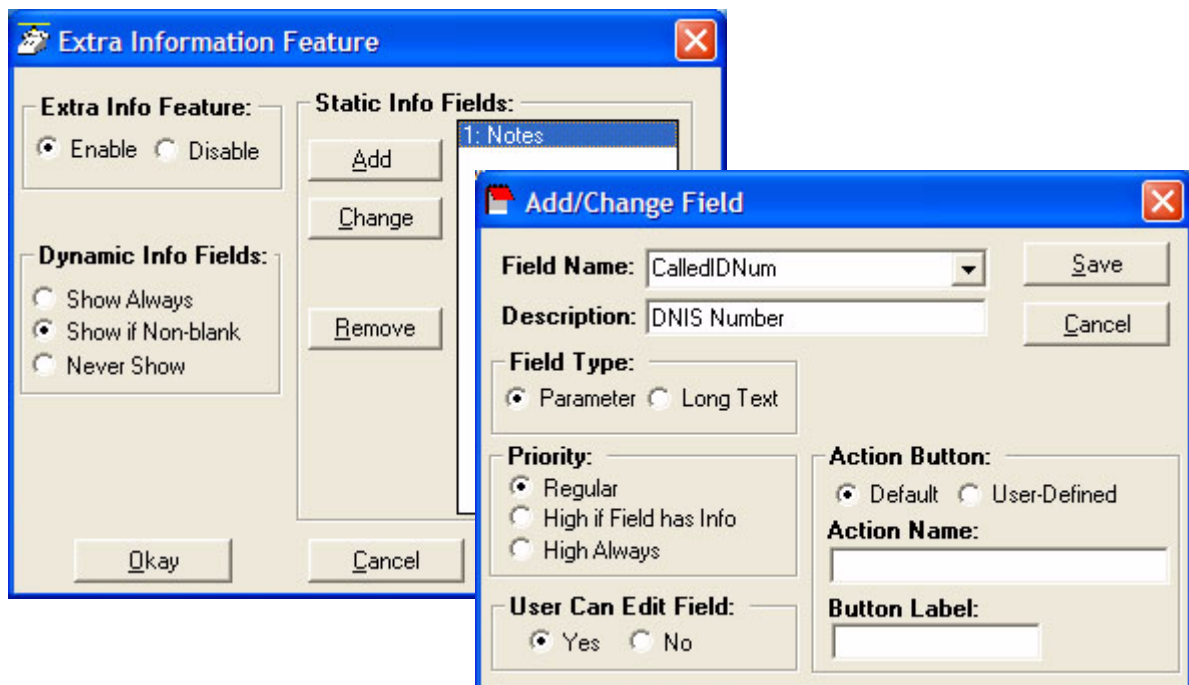 Extra Information Feature
Extra Info Feature:
Enable Disable
Dynamic Info Fields:
Show Always
Show if Non-blank
Never Show
Static Info Fields:
Add
Change
Remove
1: Notes
Okay
Cancel
Add/Change Field
Field Name: CalledIDNum
Description: DNIS Number
Save
Cancel
Field Type:
Parameter Long Text
Priority:
Regular
High if Field has Info
High Always
User Can Edit Field:
Yes No
Action Button:
Default User-Defined
Action Name:
Button Label: